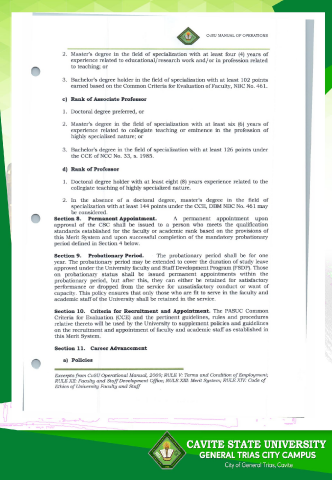 CvSU MANUAL OF OPERATIONS
2. Master's degree in the field of specialization with at least four (4) years of
experience related to educational/research work and/or in profession related
to teaching; or
3. Bachelor's degree holder in the field of specialization with at least 102 points
earned based on the Common Criteria for Evaluation of Faculty, NBC No. 461.
c) Rank of Associate Professor
1. Doctoral degree preferred, or
2. Master's degree in the field of specialization with at least six (6) years of
experience related to collegiate teaching or eminence in the profession of
highly specialized nature; or
3. Bachelor's degree in the field of specialization with at least 126 points under
the CCE of NCC No. 33, s. 1985.
d) Rank of Professor
1. Doctoral degree holder with at least eight (8) years experience related to the
collegiate teaching of highly specialized nature.
2. In the absence of a doctoral degree, master's degree in the field of
specialization with at least 144 points under the CCE, DBM NBC No. 461 may
be considered.
Section 8. Permanent Appointment. A permanent appointment upon
approval of the CSC shall be issued to a person who meets the qualification
standards established for the faculty or academic rank based on the provisions of
this Merit System and upon successful completion of the mandatory probationary
period defined in Section 4 below.
Section 9. Probationary Period. The probationary period shall be for one
year. The probationary period may be extended to cover the duration of study leave
approved under the University Faculty and Staff Development Program (FSDP). Those
on probationary status shall be issued permanent appointments within the
probationary period, but after this, they can either be retained for satisfactory
performance or dropped from the service for unsatisfactory conduct or want of
capacity. This policy ensures that only those who are fit to serve in the faculty and
academic staff of the University shall be retained in the service.
Section 10. Criteria for Recruitment and Appointment. The PASUC Common
Criteria for Evaluation (CCE) and the pertinent guidelines, rules and procedures
relative thereto will be used by the University to supplement policies and guidelines
on the recruitment and appointment of faculty and academic staff as established in
this Merit System.
Section 11. Career Advancement
a) Policies
Excerpts from CvSU Operational Manual, 2009; RULE V: Terms and Condition of Employment;
RULE XII: Faculty and Staff Development Office; RULE XIII: Merit System; RULE XIV: Code of
Ethics of University Faculty and Staff
CAVITE STATE UNIVERSITY
GENERAL TRIAS CITY CAMPUS
City of General Trias, Cavite